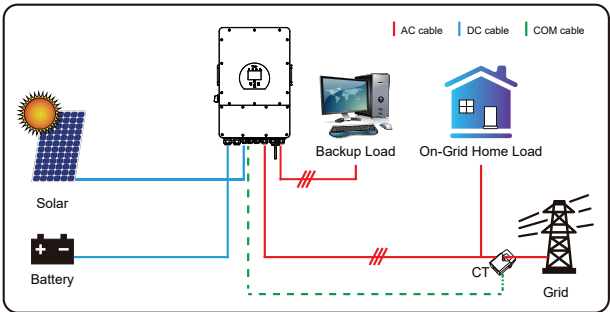 AC cable
DC cable
COM cable
Backup Load
On-Grid Home Load
Solar
Battery
CT
Grid